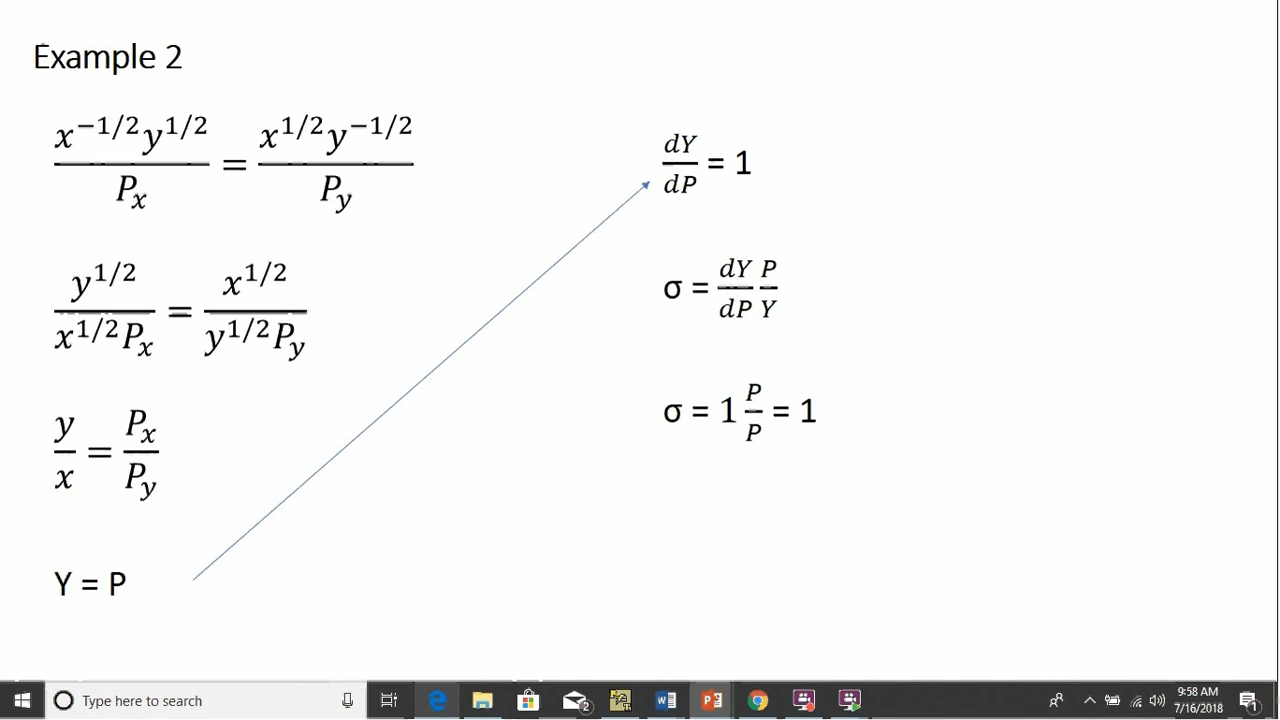 Example 2
x^{-1/2}y^{1/2}/P_x = x^{1/2}y^{-1/2}/P_y
y^{1/2}/x^{1/2}P_x = x^{1/2}/y^{1/2}P_y
y/x = P_x/P_y
Y = P
dY/dP = 1
σ = dY/dP P/Y
σ = 1 P/P = 1
Type here to search
2
9:58 AM
7/16/2018
1